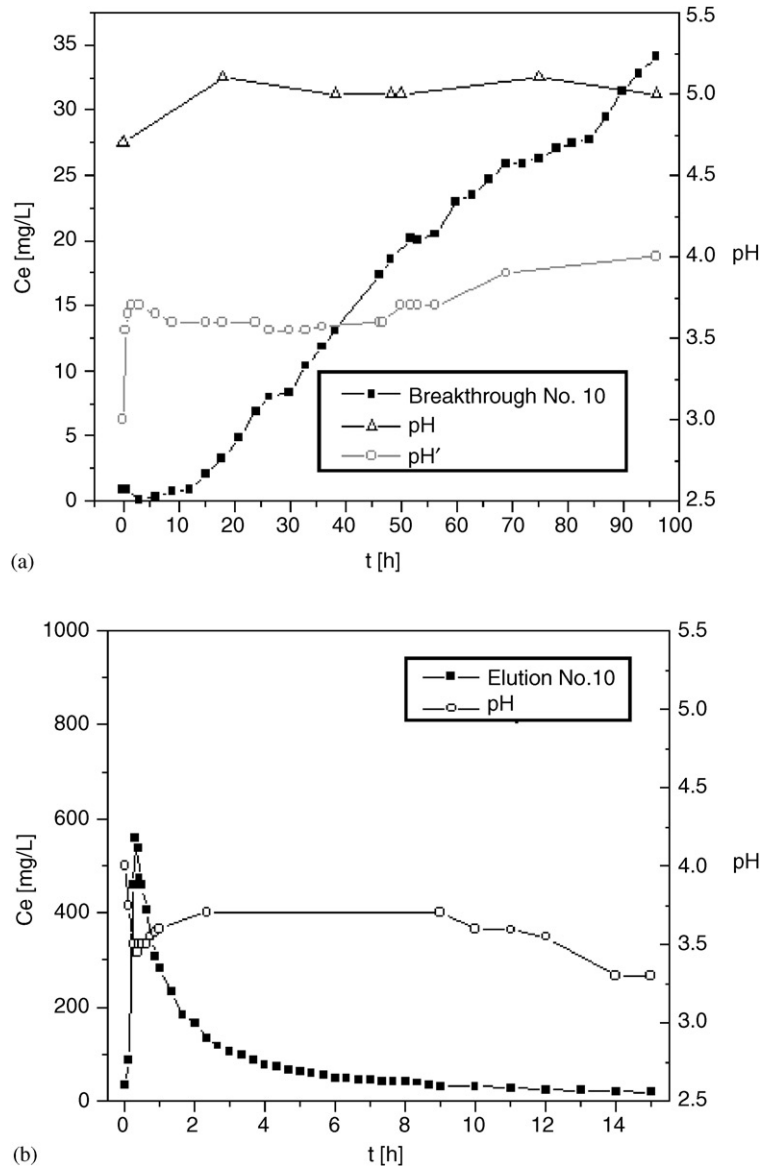 5.5
35
30
5.0
25
4.5
20
Ce [mg/L]
4.0
pH
15
3.5
10
Breakthrough No. 10
pH
3.0
5
pH′
0
2.5
0 10 20 30 40 50 60 70 80 90 100
(a)
t [h]
1000
5.5
Elution No.10
pH
5.0
800
4.5
600
Ce [mg/L]
4.0
pH
400
3.5
200
3.0
0
2.5
0 2 4 6 8 10 12 14
(b)
t [h]